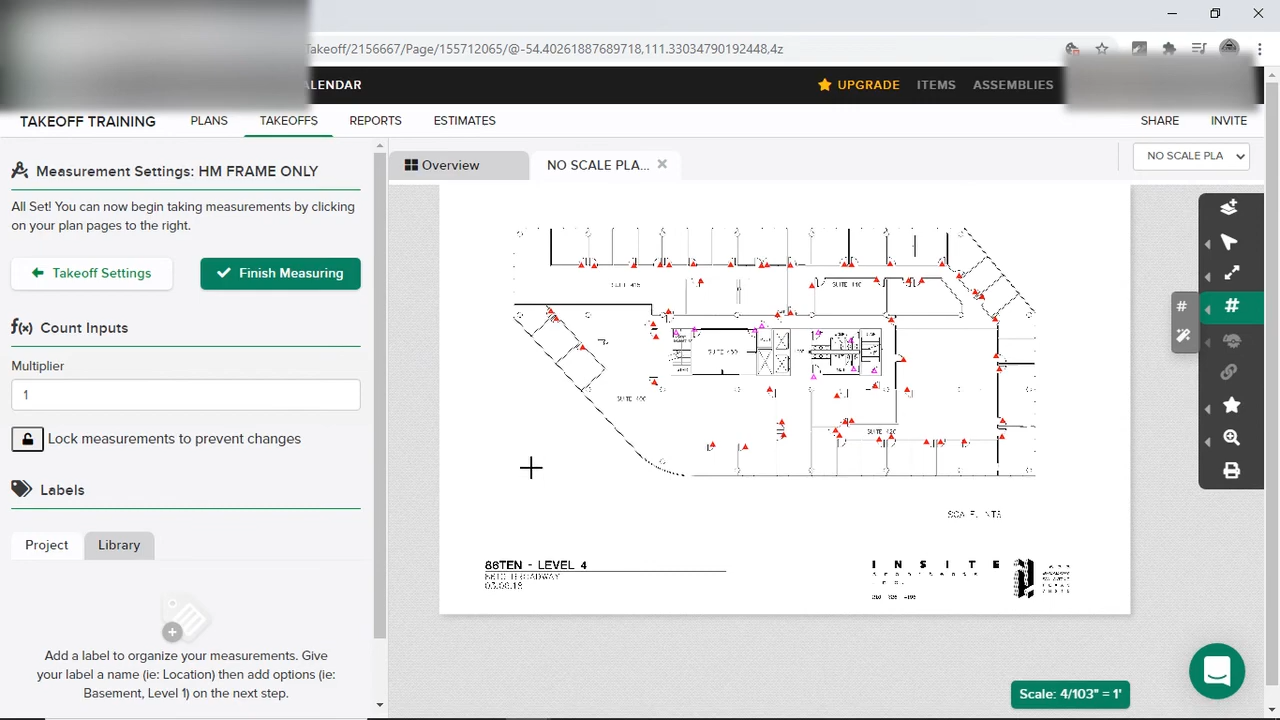 Takeoff/2156667/Page/155712065/@-54.40261887689718,111.33034790192448,4z
ALENDAR
UPGRADE
ITEMS
ASSEMBLIES
TAKEOFF TRAINING
PLANS
TAKEOFFS
REPORTS
ESTIMATES
SHARE
INVITE
Measurement Settings: HM FRAME ONLY
All Set! You can now begin taking measurements by clicking
on your plan pages to the right.
Takeoff Settings
Finish Measuring
f(x) Count Inputs
Multiplier
1
Lock measurements to prevent changes
Labels
Project
Library
Add a label to organize your measurements. Give
your label a name (ie: Location) then add options (ie:
Basement, Level 1) on the next step.
Overview
NO SCALE PLA...
NO SCALE PLA
SUITE 400
SUITE 420
86TEN - LEVEL 4
I N S I T E
#
#
Scale: 4/103" = 1'